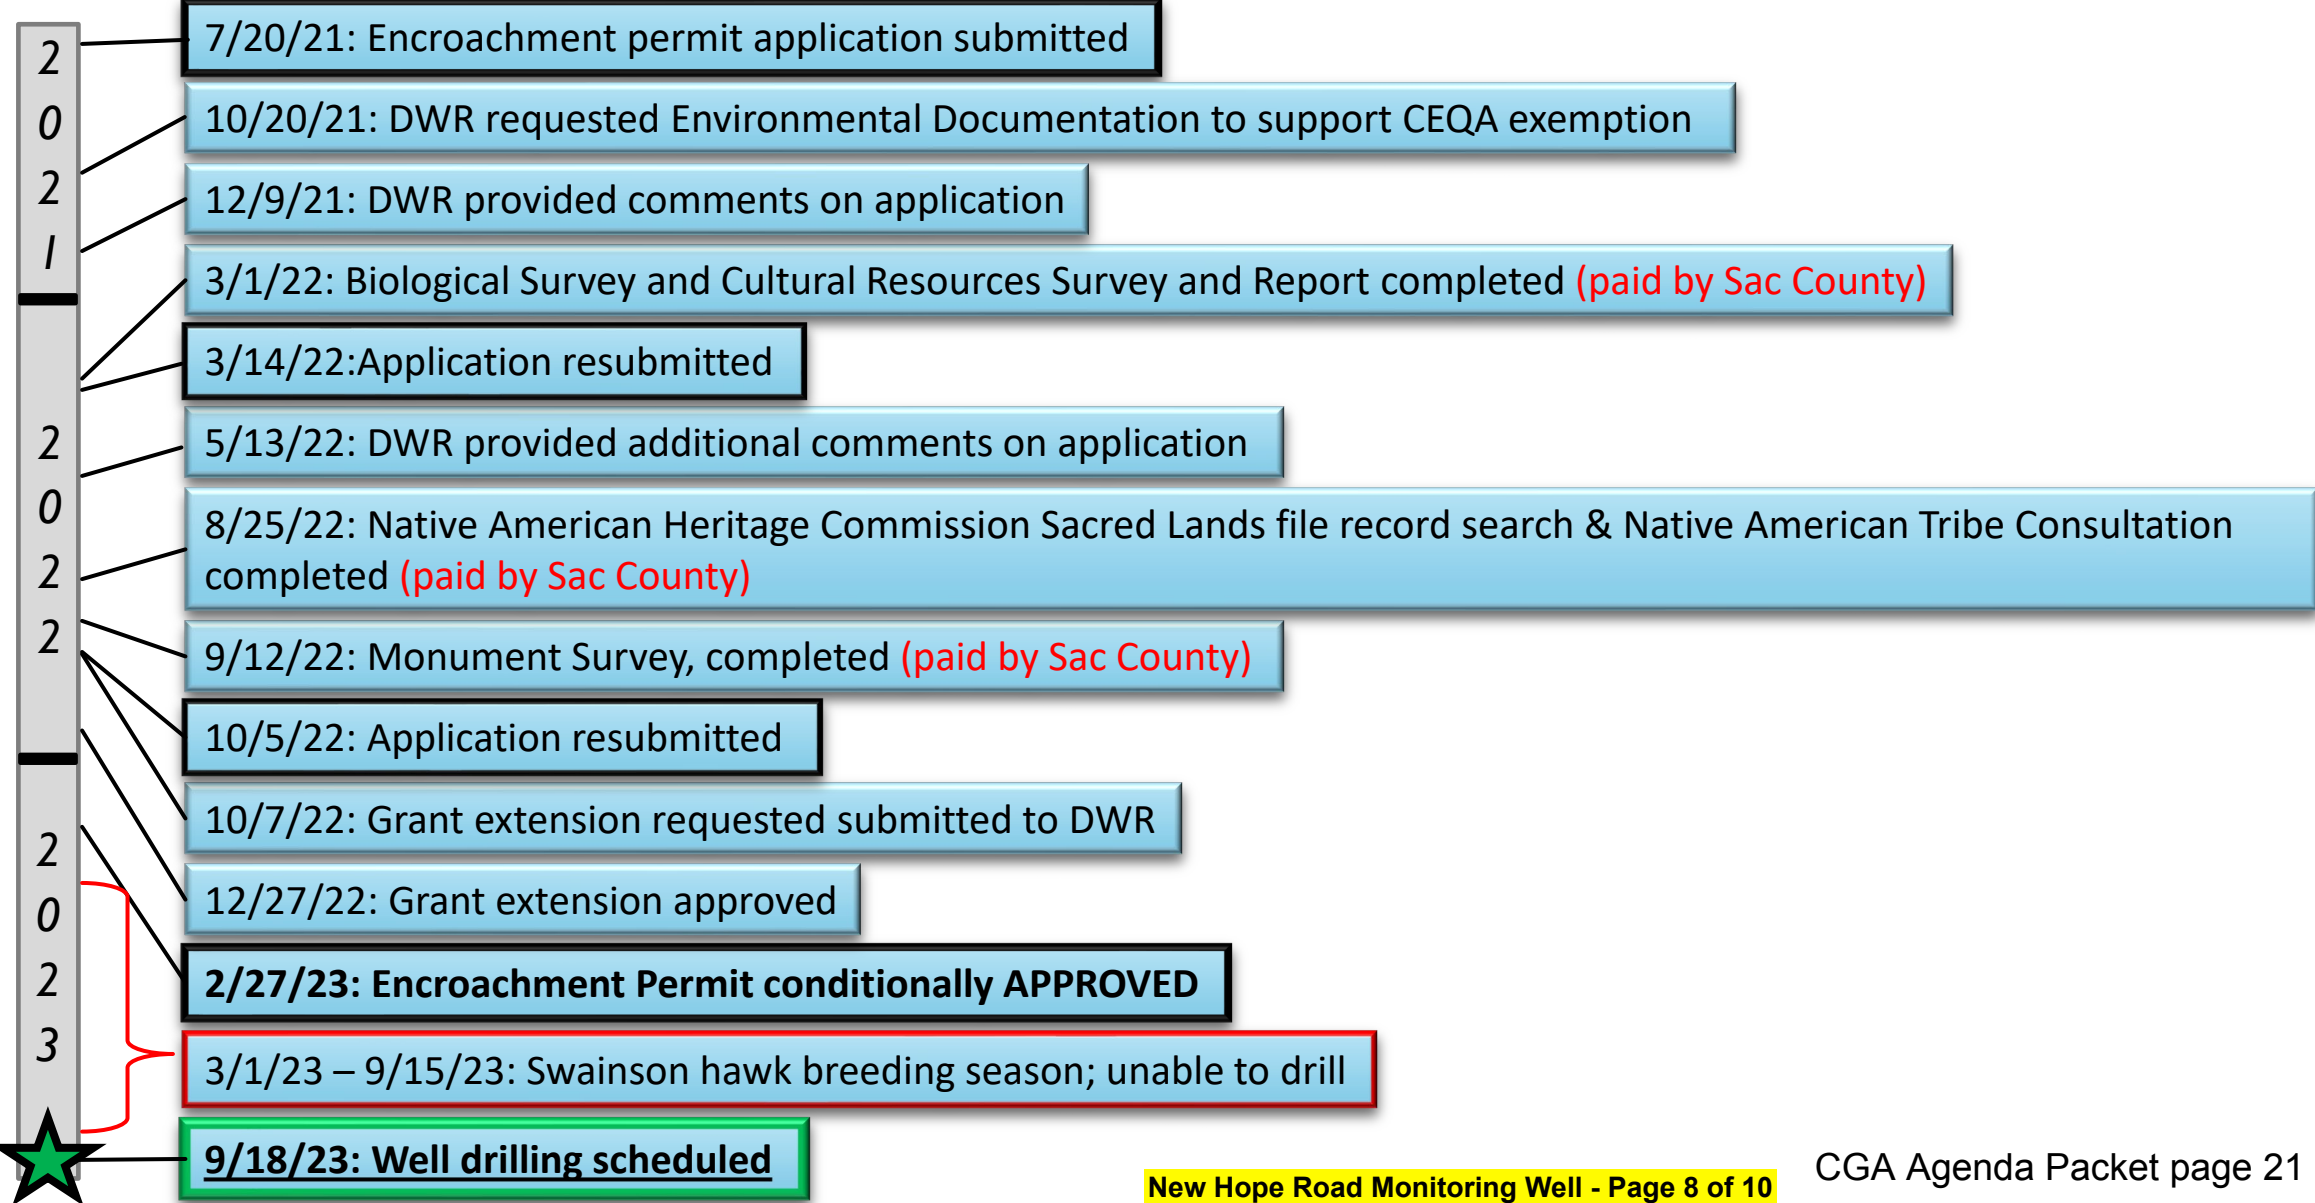 2
0
2
1
7/20/21: Encroachment permit application submitted
10/20/21: DWR requested Environmental Documentation to support CEQA exemption
12/9/21: DWR provided comments on application
3/1/22: Biological Survey and Cultural Resources Survey and Report completed (paid by Sac County)
2
0
2
2
3/14/22:Application resubmitted
5/13/22: DWR provided additional comments on application
8/25/22: Native American Heritage Commission Sacred Lands file record search & Native American Tribe Consultation
completed (paid by Sac County)
9/12/22: Monument Survey, completed (paid by Sac County)
10/5/22: Application resubmitted
10/7/22: Grant extension requested submitted to DWR
12/27/22: Grant extension approved
2
0
2
3
2/27/23: Encroachment Permit conditionally APPROVED
3/1/23 – 9/15/23: Swainson hawk breeding season; unable to drill
9/18/23: Well drilling scheduled
New Hope Road Monitoring Well - Page 8 of 10
CGA Agenda Packet page 21